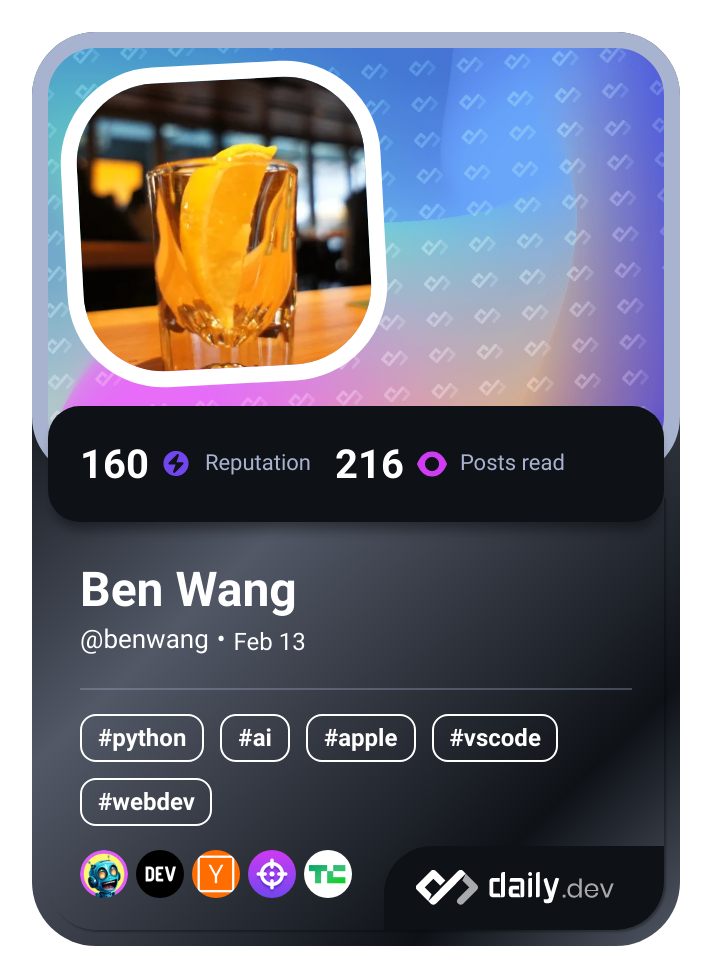 160 Reputation 216 Posts read
Ben Wang
@benwang • Feb 13
#python #ai #apple #vscode
#webdev
DEV Y TC daily.dev